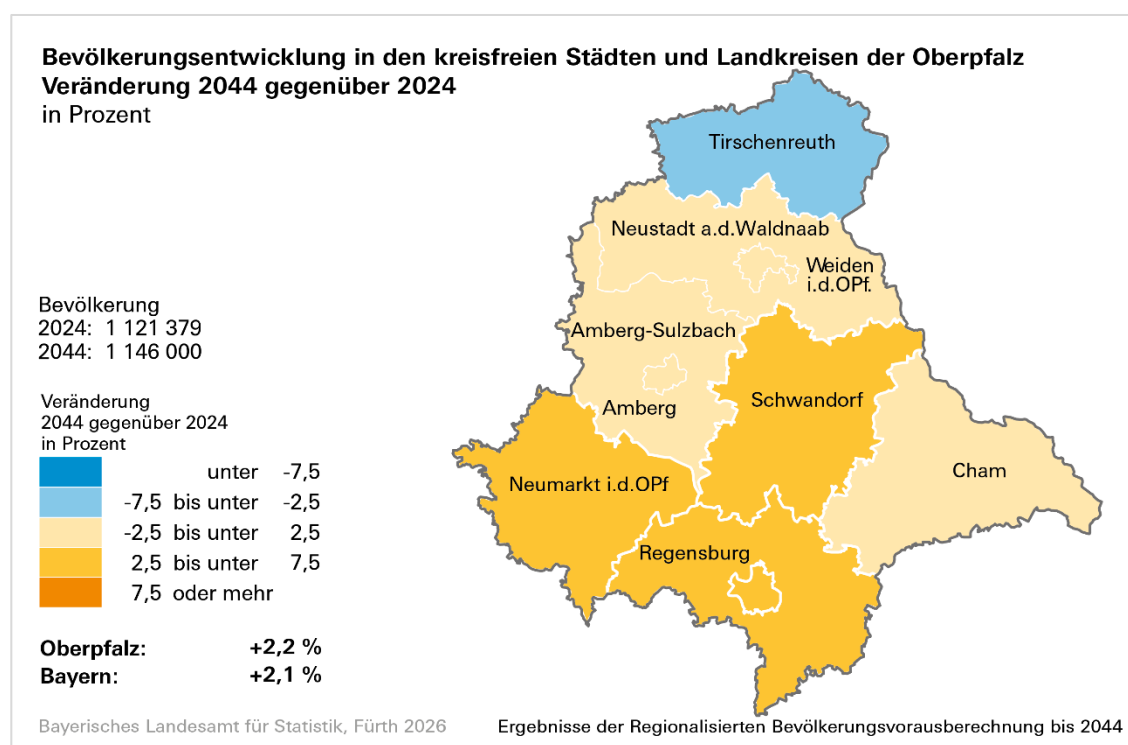 Bevölkerungsentwicklung in den kreisfreien Städten und Landkreisen der Oberpfalz
Veränderung 2044 gegenüber 2024
in Prozent
Tirschenreuth
Neustadt a.d.Waldnaab
Weiden
i.d.OPf.
Bevölkerung
2024: 1 121 379
2044: 1 146 000
Amberg-Sulzbach
Amberg
Schwandorf
Cham
Neumarkt i.d.OPf
Regensburg
Veränderung
2044 gegenüber 2024
in Prozent
unter -7,5
-7,5 bis unter -2,5
-2,5 bis unter 2,5
2,5 bis unter 7,5
7,5 oder mehr
Oberpfalz: +2,2 %
Bayern: +2,1 %
Bayerisches Landesamt für Statistik, Fürth 2026
Ergebnisse der Regionalisierten Bevölkerungsvorausberechnung bis 2044